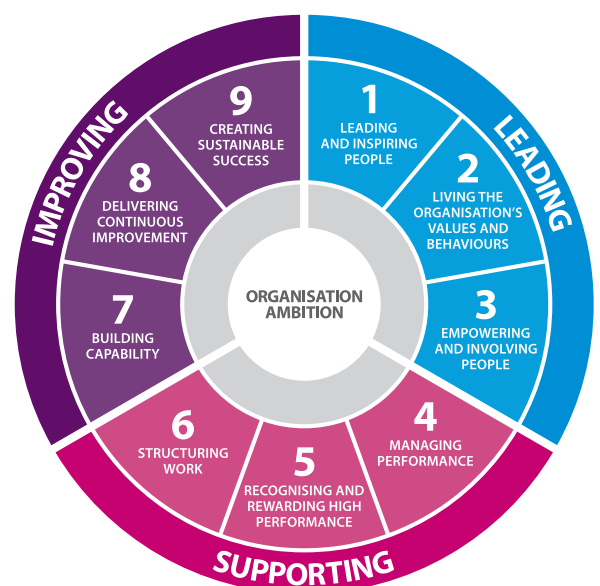 LEADING
1
LEADING
AND INSPIRING
PEOPLE
2
LIVING THE
ORGANISATION'S
VALUES AND
BEHAVIOURS
3
EMPOWERING
AND INVOLVING
PEOPLE
SUPPORTING
4
MANAGING
PERFORMANCE
5
RECOGNISING AND
REWARDING HIGH
PERFORMANCE
6
STRUCTURING
WORK
IMPROVING
7
BUILDING
CAPABILITY
8
DELIVERING
CONTINUOUS
IMPROVEMENT
9
CREATING
SUSTAINABLE
SUCCESS
ORGANISATION
AMBITION